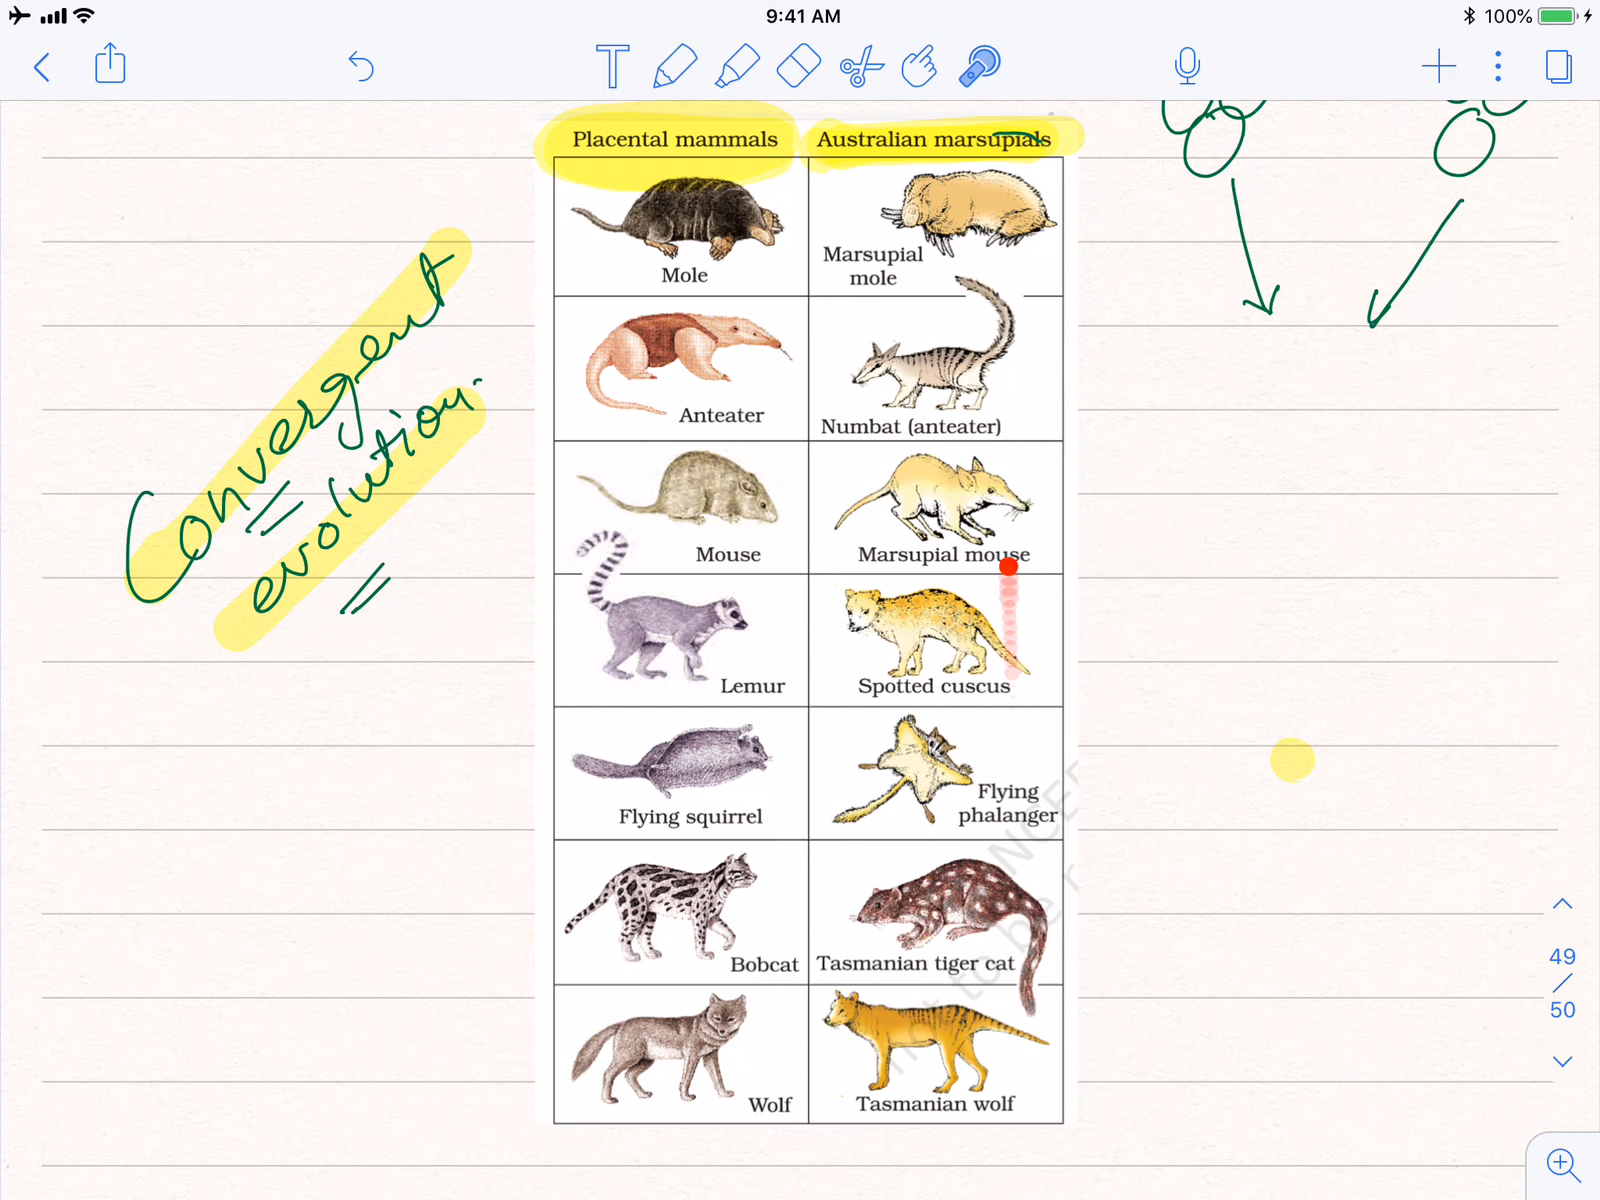 9:41 AM
100%
T
Placental mammals
Australian marsupials
Convergent
evolution.
Mole
Marsupial
mole
Anteater
Numbat (anteater)
Mouse
Marsupial mouse
Lemur
Spotted cuscus
Flying squirrel
Flying
phalanger
Bobcat
Tasmanian tiger cat
Wolf
Tasmanian wolf
49
/
50